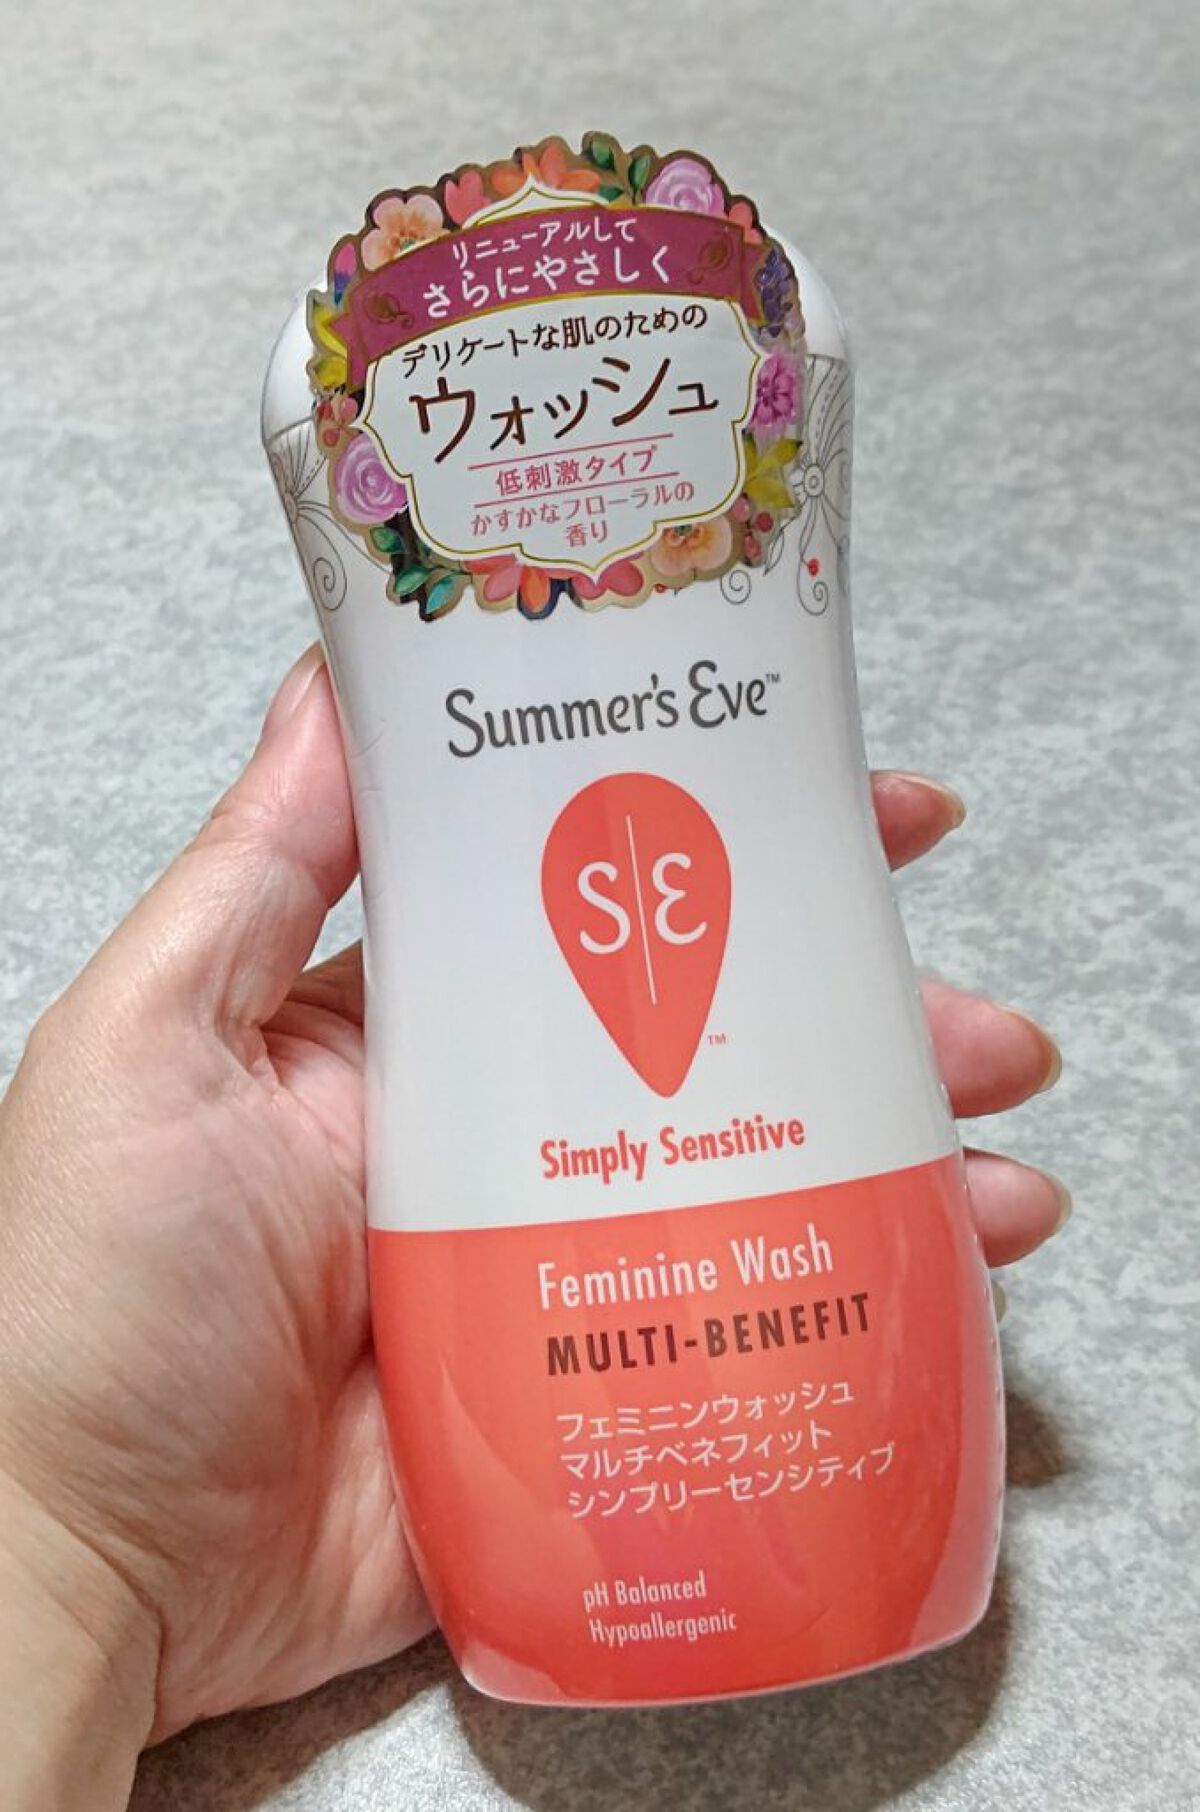 リニューアルして
さらにやさしく
デリケートな肌のための
ウォッシュ
低刺激タイプ
かすかなフローラルの
香り
Summer's Eve™
S|E
™
Simply Sensitive
Feminine Wash
MULTI-BENEFIT
フェミニンウォッシュ
マルチベネフィット
シンプリーセンシティブ
pH Balanced
Hypoallergenic